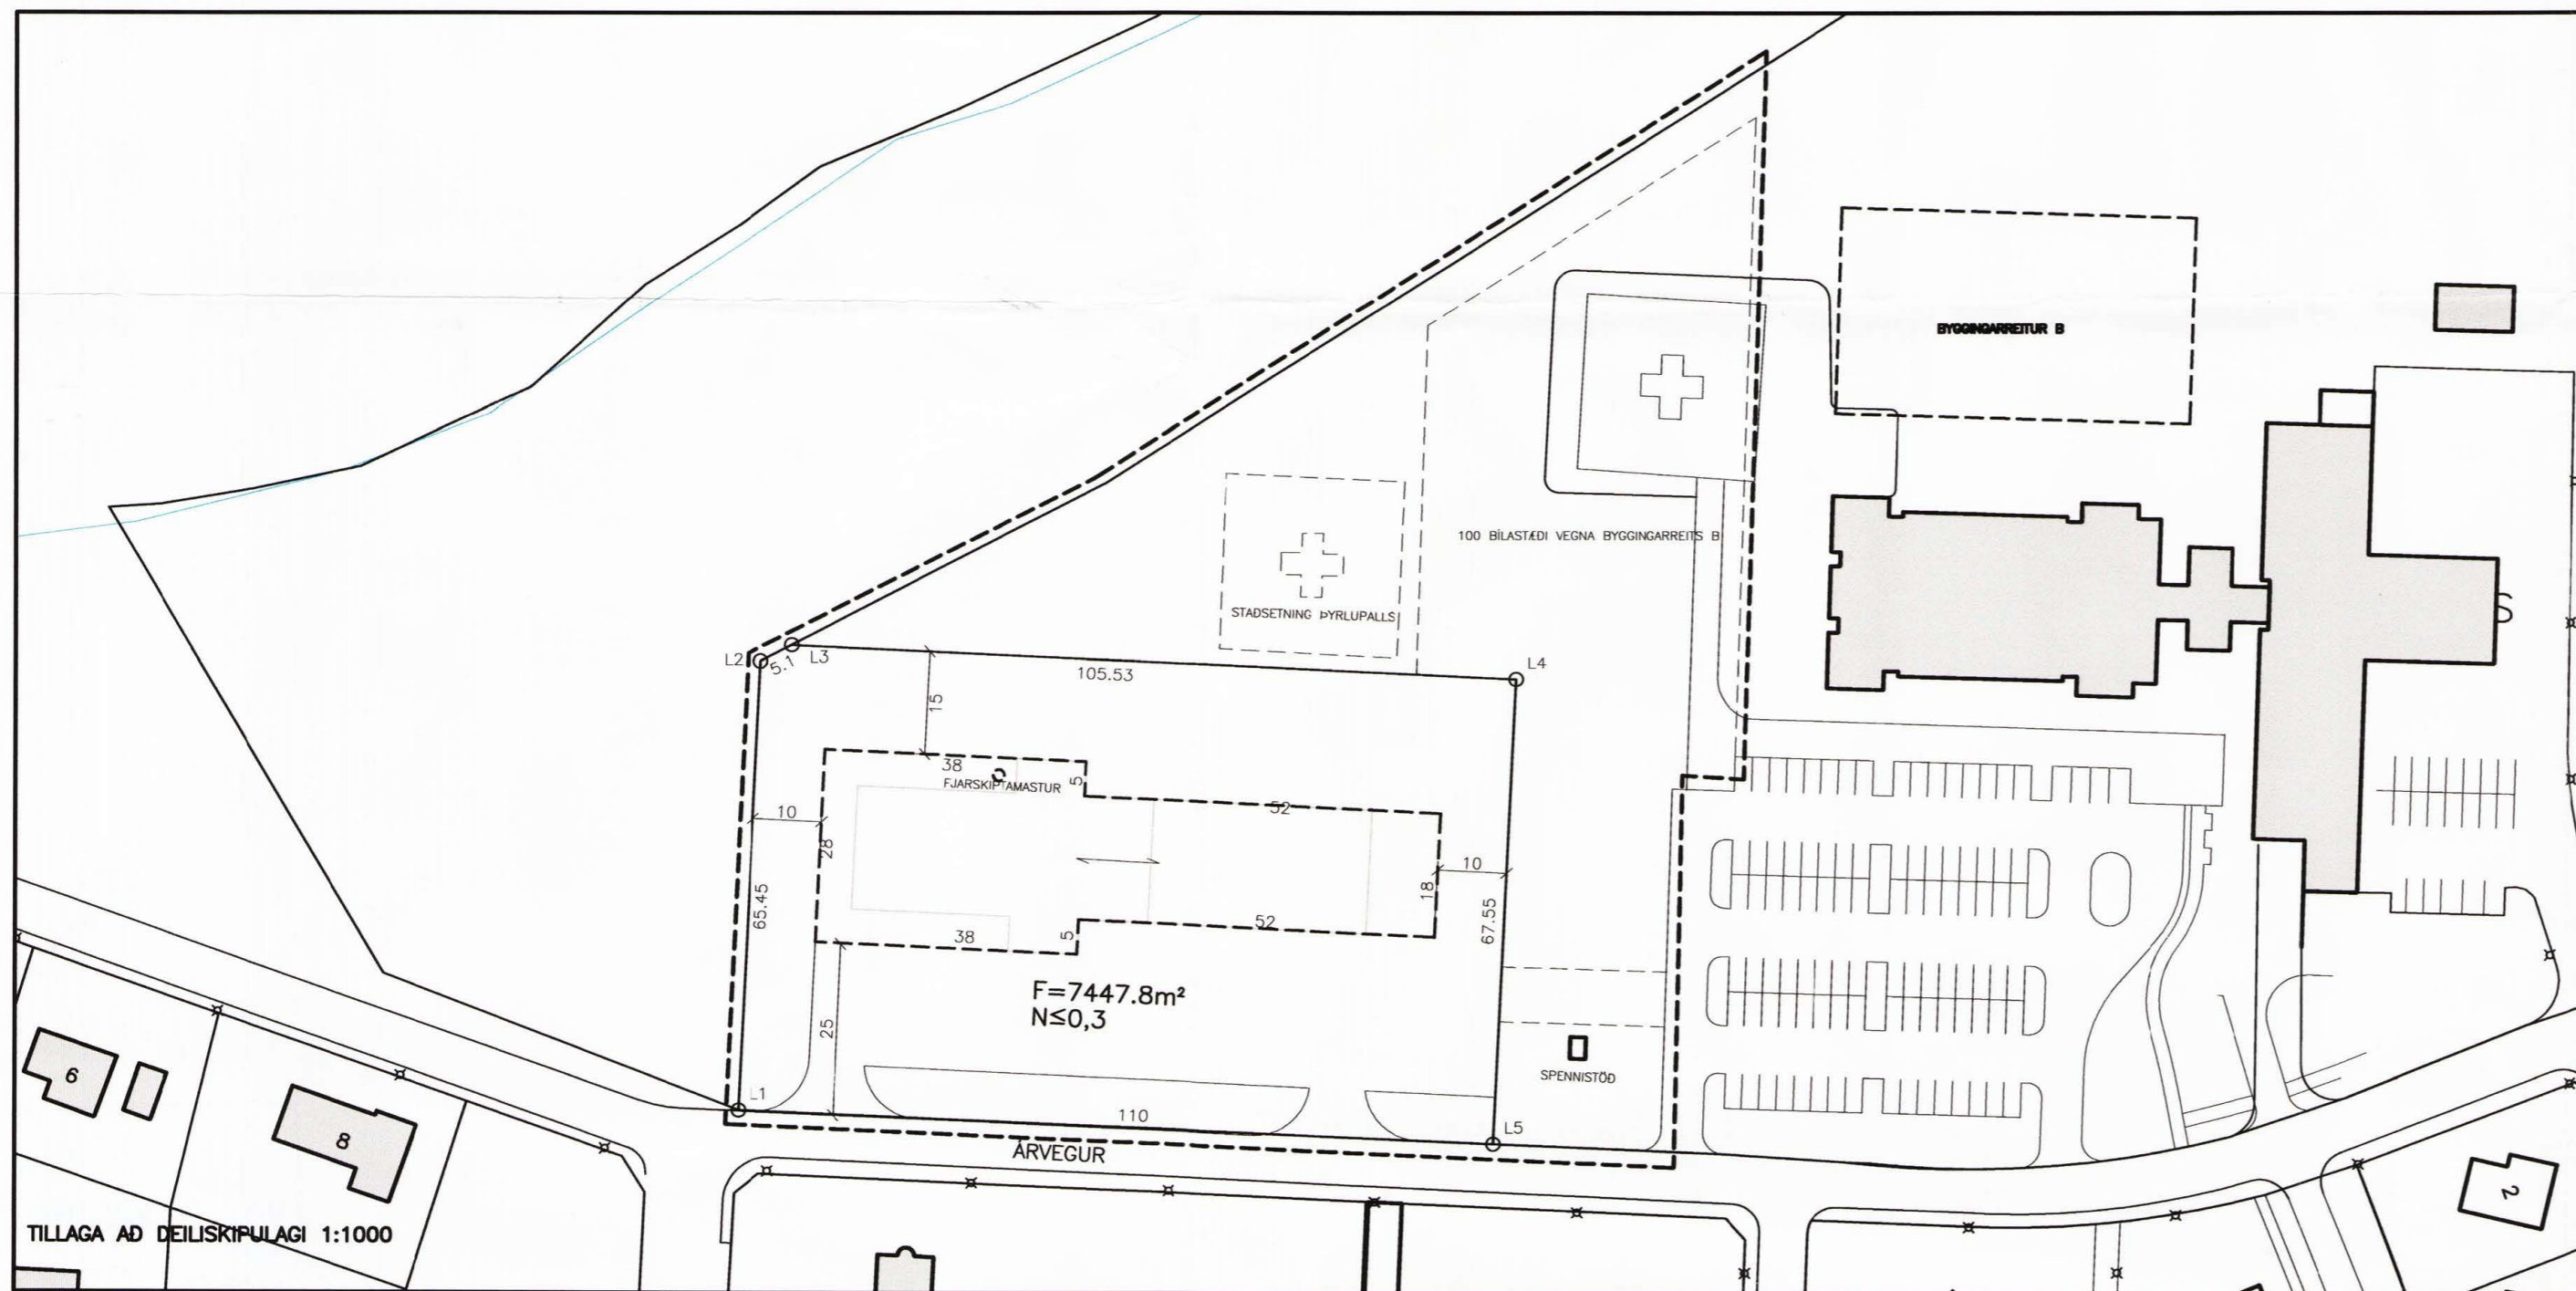 BYGGINGARREITUR B
100 BÍLASTÆDI VEGNA BYGGINGARREITS B
STAÐSETNING ÞYRLUPALLS
S
L2
5.1
L3
105.53
L4
15
38
FJARSKIPTAMASTUR
5
52
10
28
10
18
65.45
67.55
38
5
52
F=7447.8m²
N≤0,3
25
SPENNISTÖÐ
L1
110
L5
ÁRVEGUR
6
8
2
TILLAGA AÐ DEILISKIPULAGI 1:1000